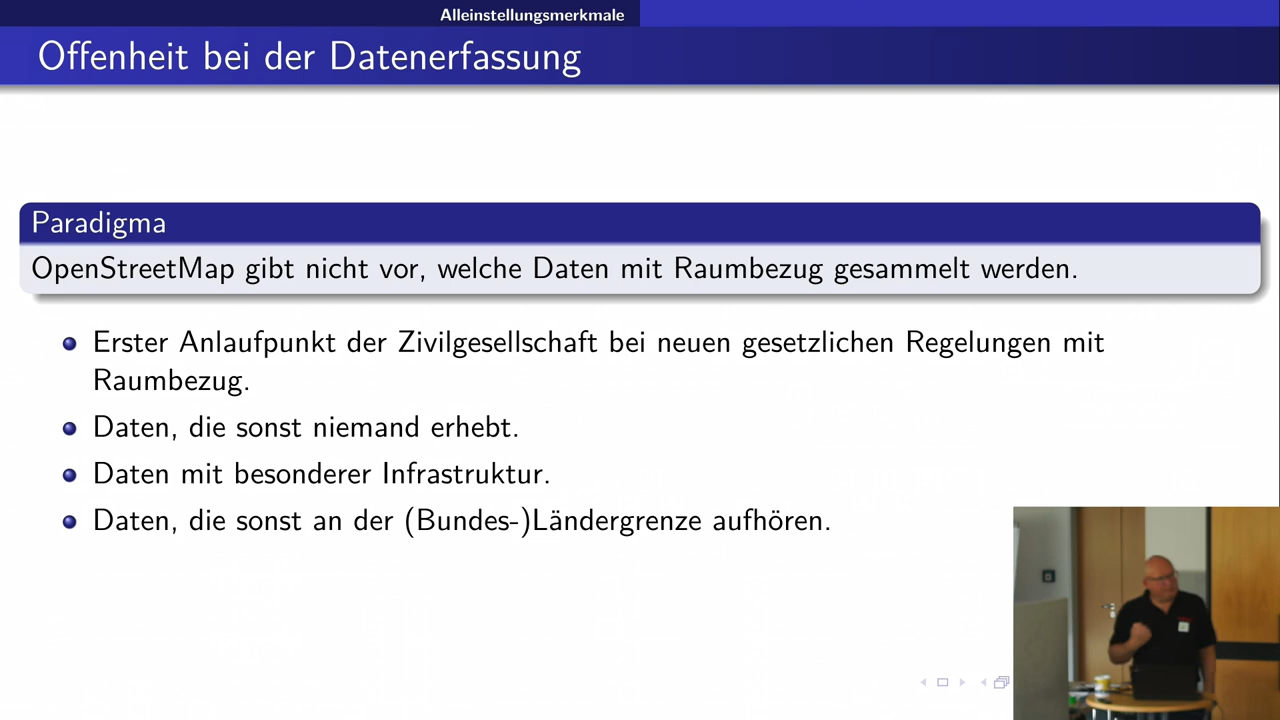 Alleinstellungsmerkmale
Offenheit bei der Datenerfassung
Paradigma
OpenStreetMap gibt nicht vor, welche Daten mit Raumbezug gesammelt werden.
Erster Anlaufpunkt der Zivilgesellschaft bei neuen gesetzlichen Regelungen mit
Raumbezug.
Daten, die sonst niemand erhebt.
Daten mit besonderer Infrastruktur.
Daten, die sonst an der (Bundes-)Ländergrenze aufhören.